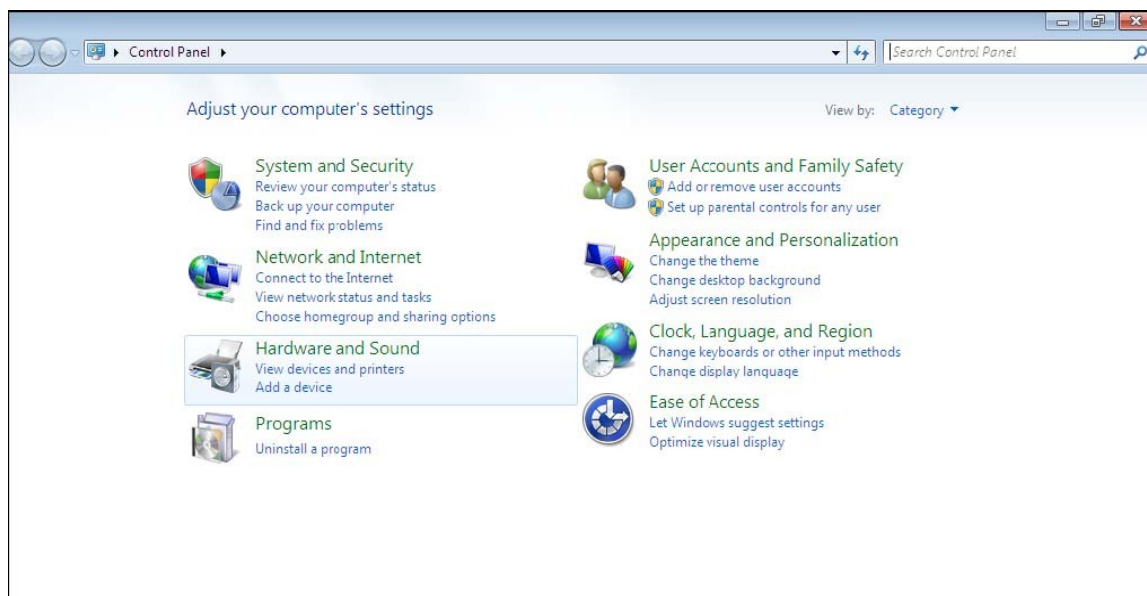 Control Panel
Search Control Panel
Adjust your computer's settings
View by: Category
System and Security
Review your computer's status
Back up your computer
Find and fix problems
Network and Internet
Connect to the Internet
View network status and tasks
Choose homegroup and sharing options
Hardware and Sound
View devices and printers
Add a device
Programs
Uninstall a program
User Accounts and Family Safety
Add or remove user accounts
Set up parental controls for any user
Appearance and Personalization
Change the theme
Change desktop background
Adjust screen resolution
Clock, Language, and Region
Change keyboards or other input methods
Change display language
Ease of Access
Let Windows suggest settings
Optimize visual display